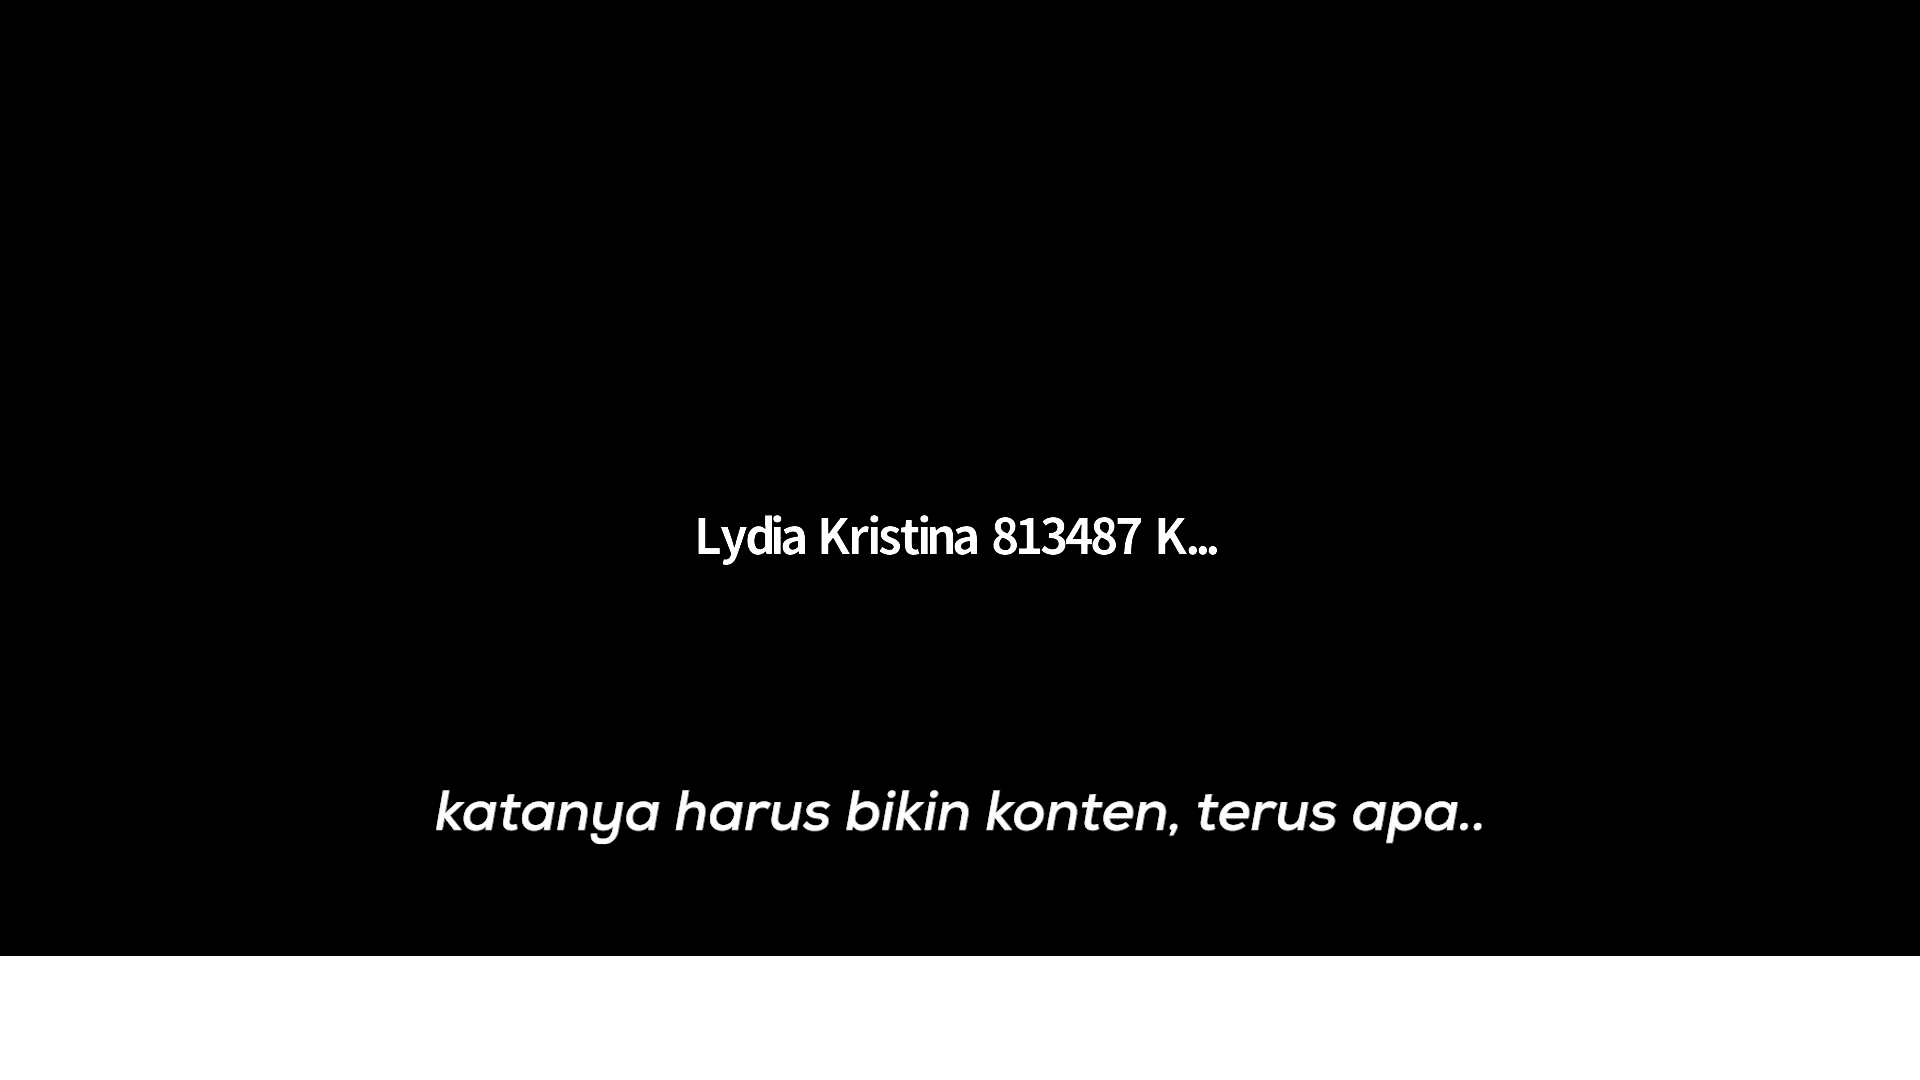 Lydia Kristina 813487 K...
katanya harus bikin konten, terus apa..